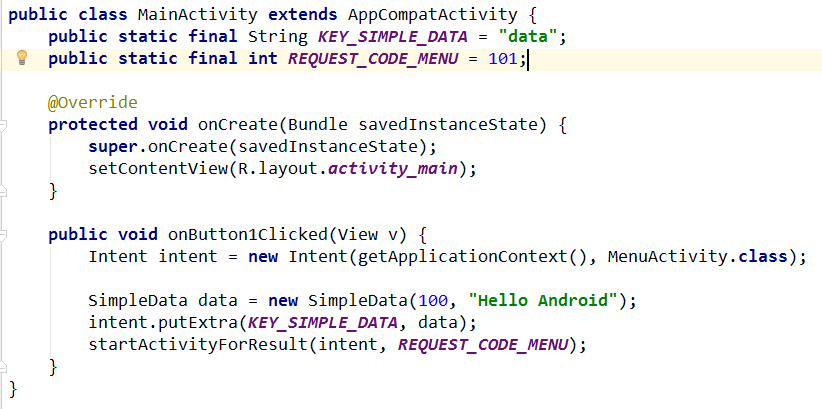 public class MainActivity extends AppCompatActivity {
    public static final String KEY_SIMPLE_DATA = "data";
    public static final int REQUEST_CODE_MENU = 101;

    @Override
    protected void onCreate(Bundle savedInstanceState) {
        super.onCreate(savedInstanceState);
        setContentView(R.layout.activity_main);
    }

    public void onButton1Clicked(View v) {
        Intent intent = new Intent(getApplicationContext(), MenuActivity.class);

        SimpleData data = new SimpleData(100, "Hello Android");
        intent.putExtra(KEY_SIMPLE_DATA, data);
        startActivityForResult(intent, REQUEST_CODE_MENU);
    }
}